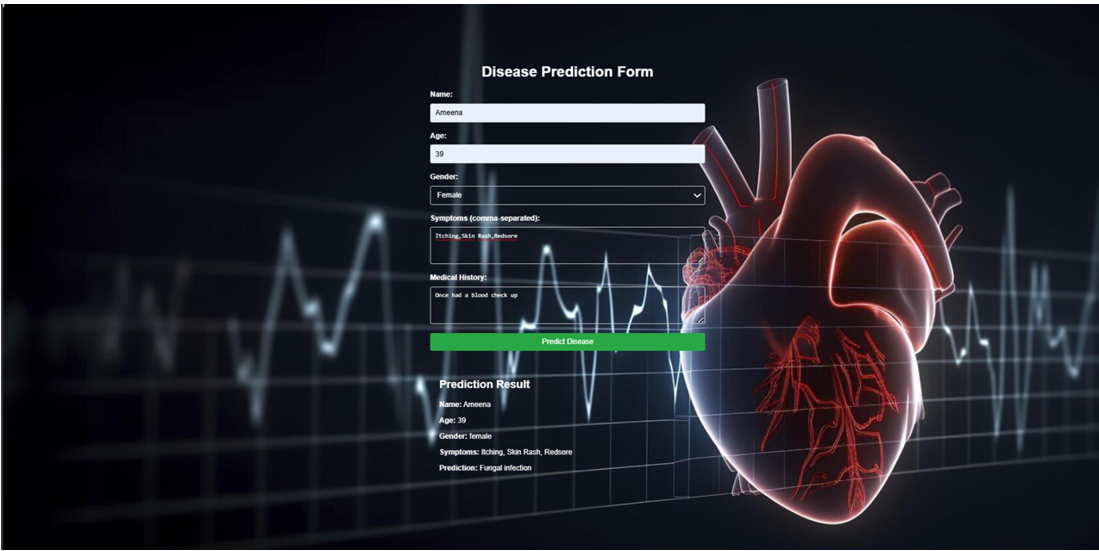 Disease Prediction Form
Name:
Ameena
Age:
39
Gender:
Female
Symptoms (comma-separated):
Itching,Skin Rash,Redsore
Medical History:
Once had a blood check up
Predict Disease
Prediction Result
Name: Ameena
Age: 39
Gender: female
Symptoms: Itching, Skin Rash, Redsore
Prediction: Fungal infection